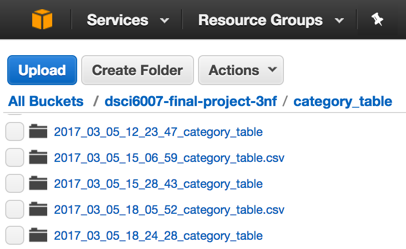 Services Resource Groups
Upload Create Folder Actions
All Buckets / dsci6007-final-project-3nf / category_table
2017_03_05_12_23_47_category_table
2017_03_05_15_06_59_category_table.csv
2017_03_05_15_28_43_category_table
2017_03_05_18_05_52_category_table.csv
2017_03_05_18_24_28_category_table